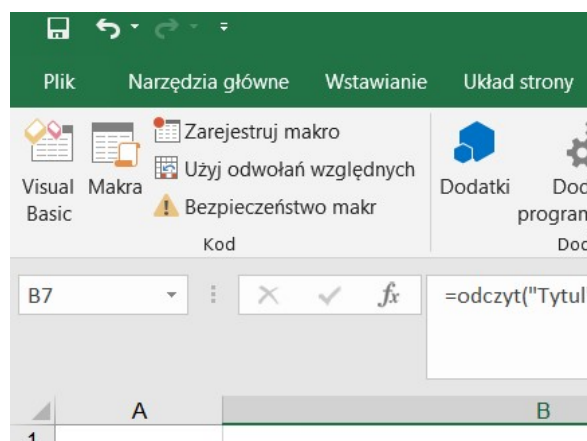 Plik Narzędzia główne Wstawianie Układ strony
Visual Basic
Makra
Zarejestruj makro
Użyj odwołań względnych
Bezpieczeństwo makr
Kod
Dodatki
B7
fx
=odczyt("Tytul
A B
1